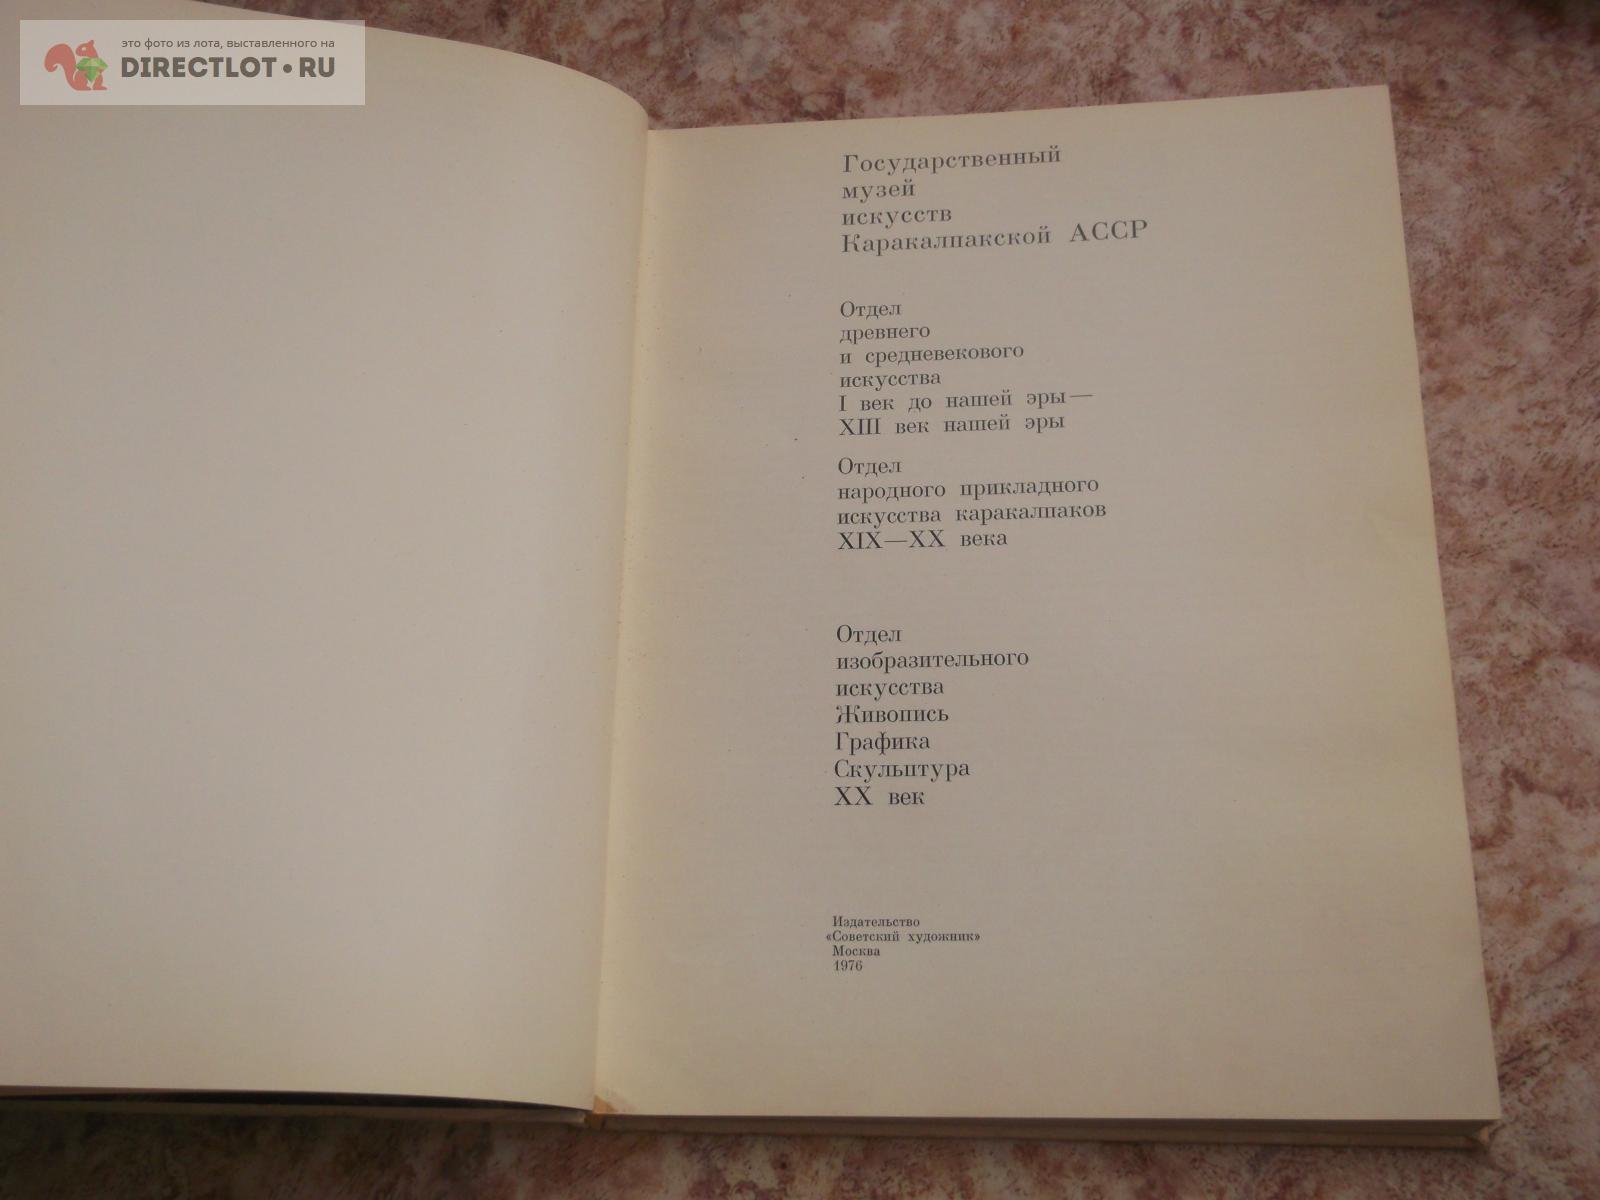 это фото из лота, выставленного на
DIRECTLOT•RU
Государственный
музей
искусств
Каракалпакской АССР
Отдел
древнего
и средневекового
искусства
I век до нашей эры—
XIII век нашей эры
Отдел
народного прикладного
искусства каракалпаков
XIX—XX века
Отдел
изобразительного
искусства
Живопись
Графика
Скульптура
XX век
Издательство
«Советский художник»
Москва
1976